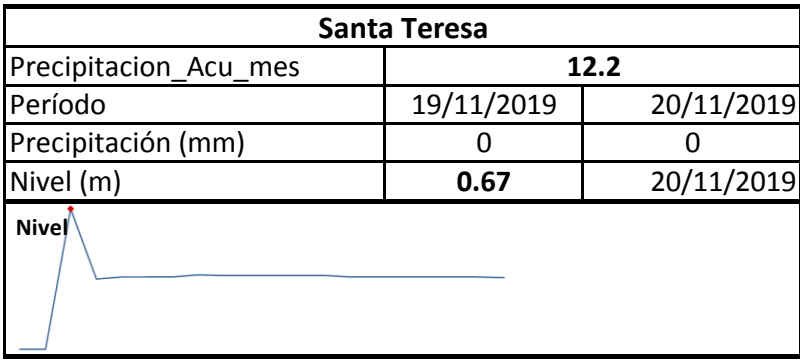 Santa Teresa
Precipitacion_Acu_mes 12.2
Período 19/11/2019 20/11/2019
Precipitación (mm) 0 0
Nivel (m) 0.67 20/11/2019
Nivel